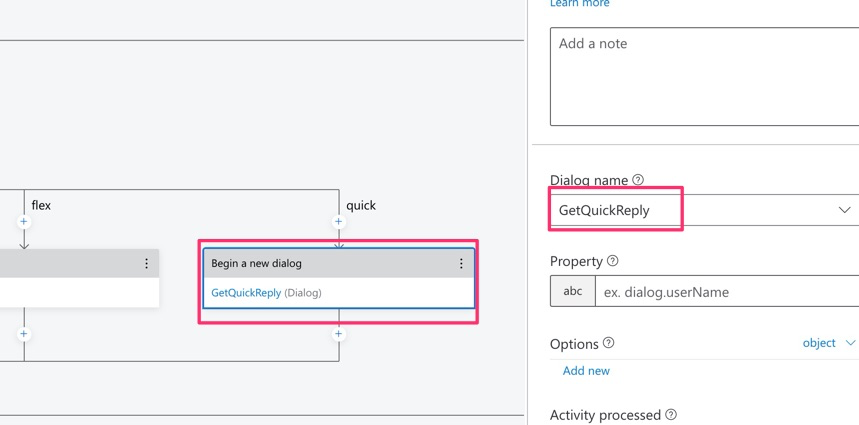 Learn more
Add a note
flex
quick
Begin a new dialog
GetQuickReply (Dialog)
Dialog name
GetQuickReply
Property
abc
ex. dialog.userName
Options
object
Add new
Activity processed